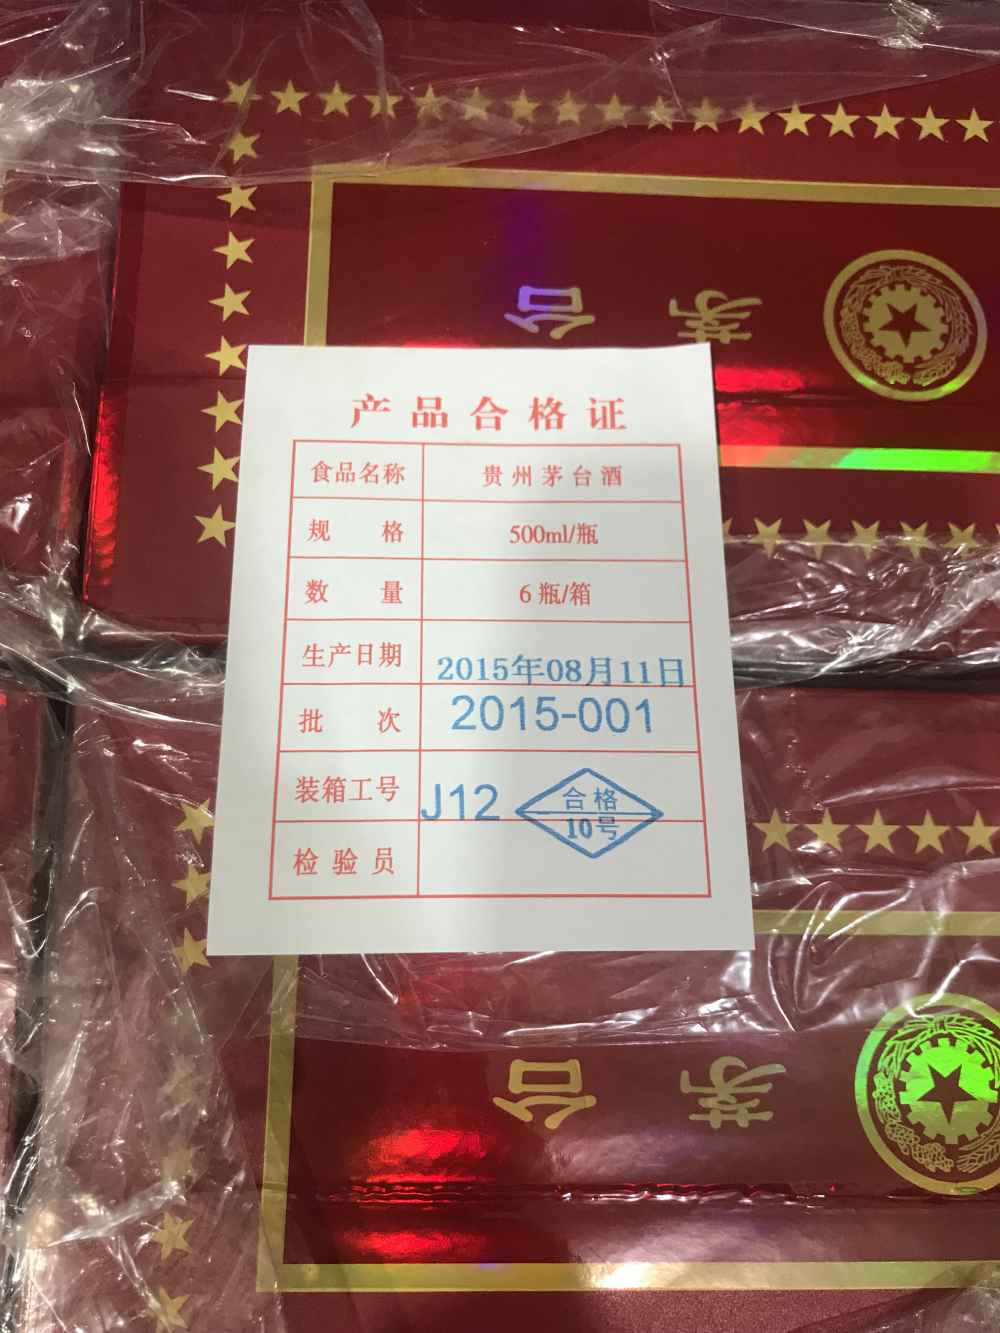 台 茅
产品合格证
食品名称 贵州茅台酒
规 格 500ml/瓶
数 量 6瓶/箱
生产日期 2015年08月11日
批 次 2015-001
装箱工号 J12
合格
10号
检验员
台 茅